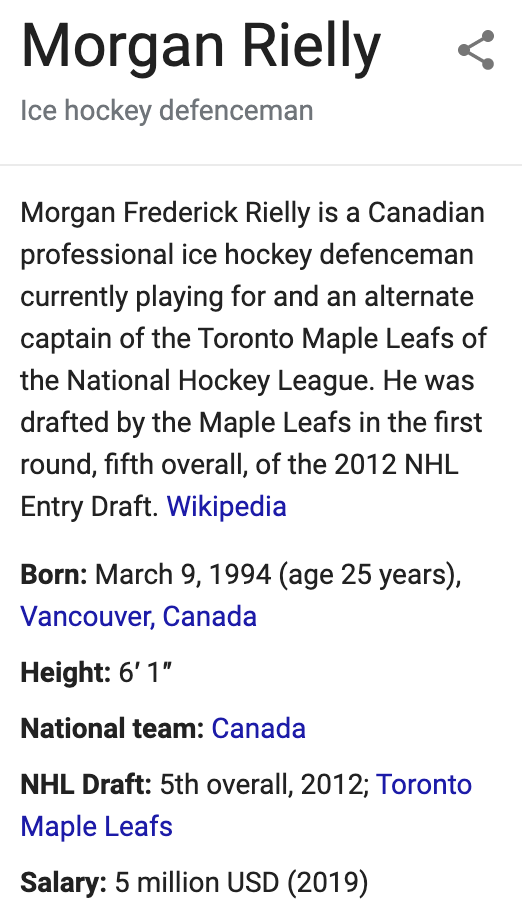 Morgan Rielly
Ice hockey defenceman
Morgan Frederick Rielly is a Canadian
professional ice hockey defenceman
currently playing for and an alternate
captain of the Toronto Maple Leafs of
the National Hockey League. He was
drafted by the Maple Leafs in the first
round, fifth overall, of the 2012 NHL
Entry Draft. Wikipedia
Born: March 9, 1994 (age 25 years),
Vancouver, Canada
Height: 6′ 1″
National team: Canada
NHL Draft: 5th overall, 2012; Toronto
Maple Leafs
Salary: 5 million USD (2019)